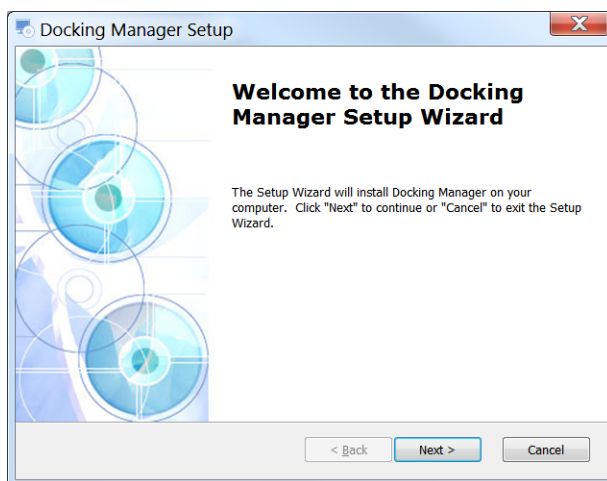 Docking Manager Setup
X
Welcome to the Docking
Manager Setup Wizard
The Setup Wizard will install Docking Manager on your
computer.  Click "Next" to continue or "Cancel" to exit the Setup
Wizard.
< Back Next > Cancel